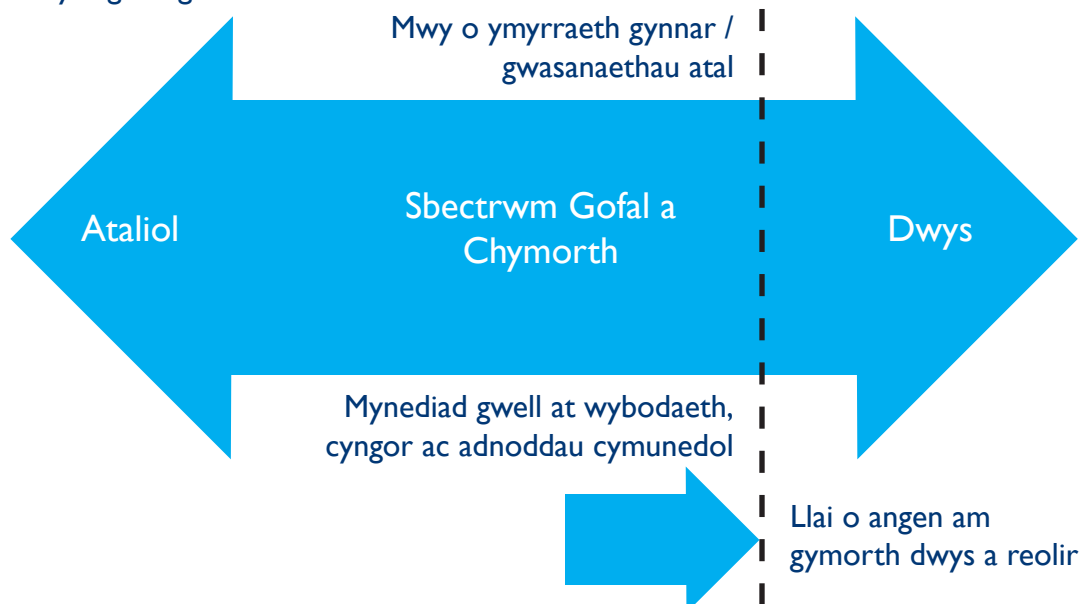 Mwy o ymyrraeth gynnar /
gwasanaethau atal
Ataliol
Sbectrwm Gofal a
Chymorth
Dwys
Mynediad gwell at wybodaeth,
cyngor ac adnoddau cymunedol
Llai o angen am
gymorth dwys a reolir